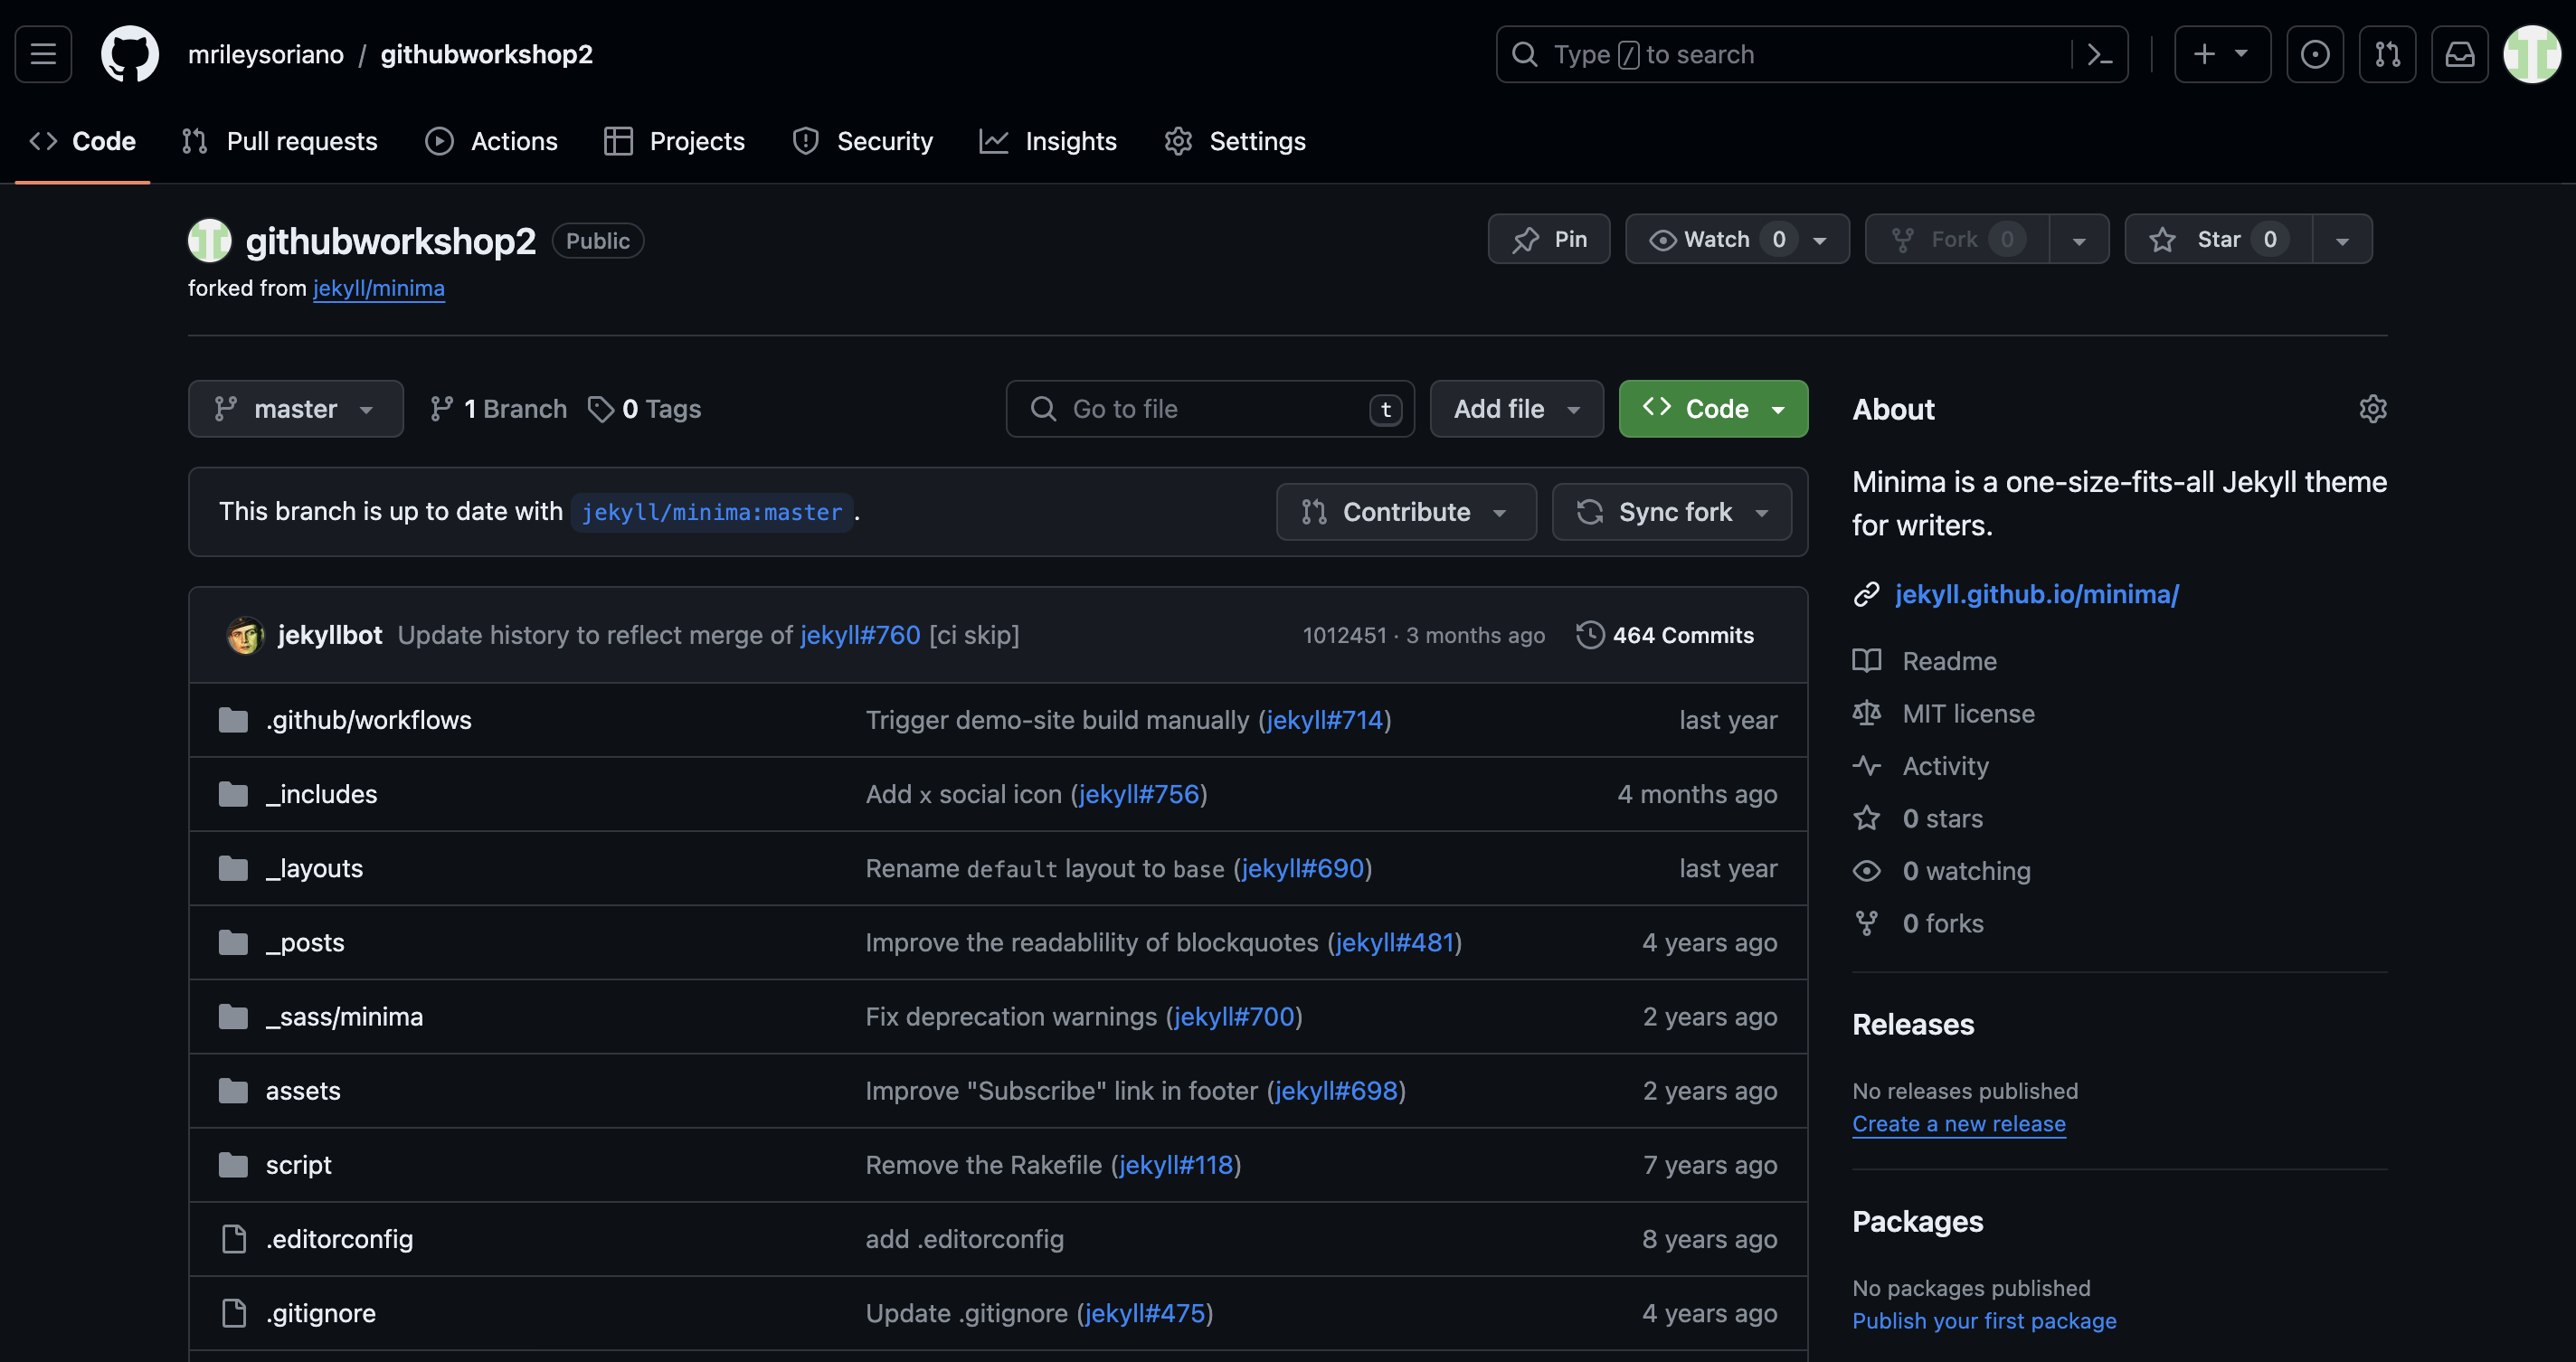 mrileysoriano / githubworkshop2
Type / to search
Code Pull requests Actions Projects Security Insights Settings
githubworkshop2 Public
Pin Watch 0 Fork 0 Star 0
forked from jekyll/minima
master 1 Branch 0 Tags
Go to file t
Add file
Code
This branch is up to date with jekyll/minima:master .
Contribute Sync fork
jekyllbot Update history to reflect merge of jekyll#760 [ci skip] 1012451 · 3 months ago 464 Commits
.github/workflows Trigger demo-site build manually (jekyll#714) last year
_includes Add x social icon (jekyll#756) 4 months ago
_layouts Rename default layout to base (jekyll#690) last year
_posts Improve the readablility of blockquotes (jekyll#481) 4 years ago
_sass/minima Fix deprecation warnings (jekyll#700) 2 years ago
assets Improve "Subscribe" link in footer (jekyll#698) 2 years ago
script Remove the Rakefile (jekyll#118) 7 years ago
.editorconfig add .editorconfig 8 years ago
.gitignore Update .gitignore (jekyll#475) 4 years ago
About
Minima is a one-size-fits-all Jekyll theme
for writers.
jekyll.github.io/minima/
Readme
MIT license
Activity
0 stars
0 watching
0 forks
Releases
No releases published
Create a new release
Packages
No packages published
Publish your first package